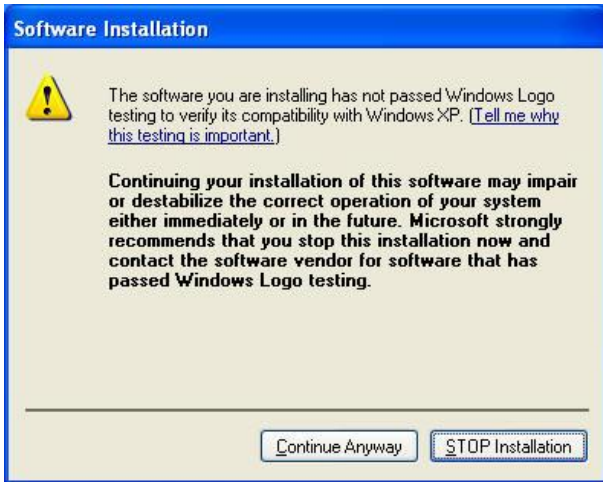 Software Installation
The software you are installing has not passed Windows Logo
testing to verify its compatibility with Windows XP. (Tell me why
this testing is important.)
Continuing your installation of this software may impair
or destabilize the correct operation of your system
either immediately or in the future. Microsoft strongly
recommends that you stop this installation now and
contact the software vendor for software that has
passed Windows Logo testing.
Continue Anyway
STOP Installation